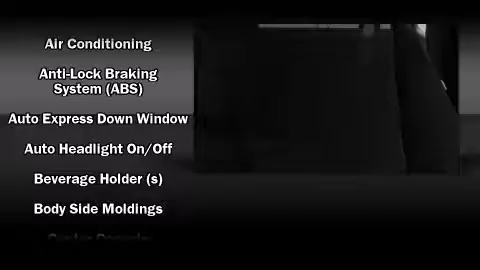 Air Conditioning
Anti-Lock Braking
System (ABS)
Auto Express Down Window
Auto Headlight On/Off
Beverage Holder (s)
Body Side Moldings